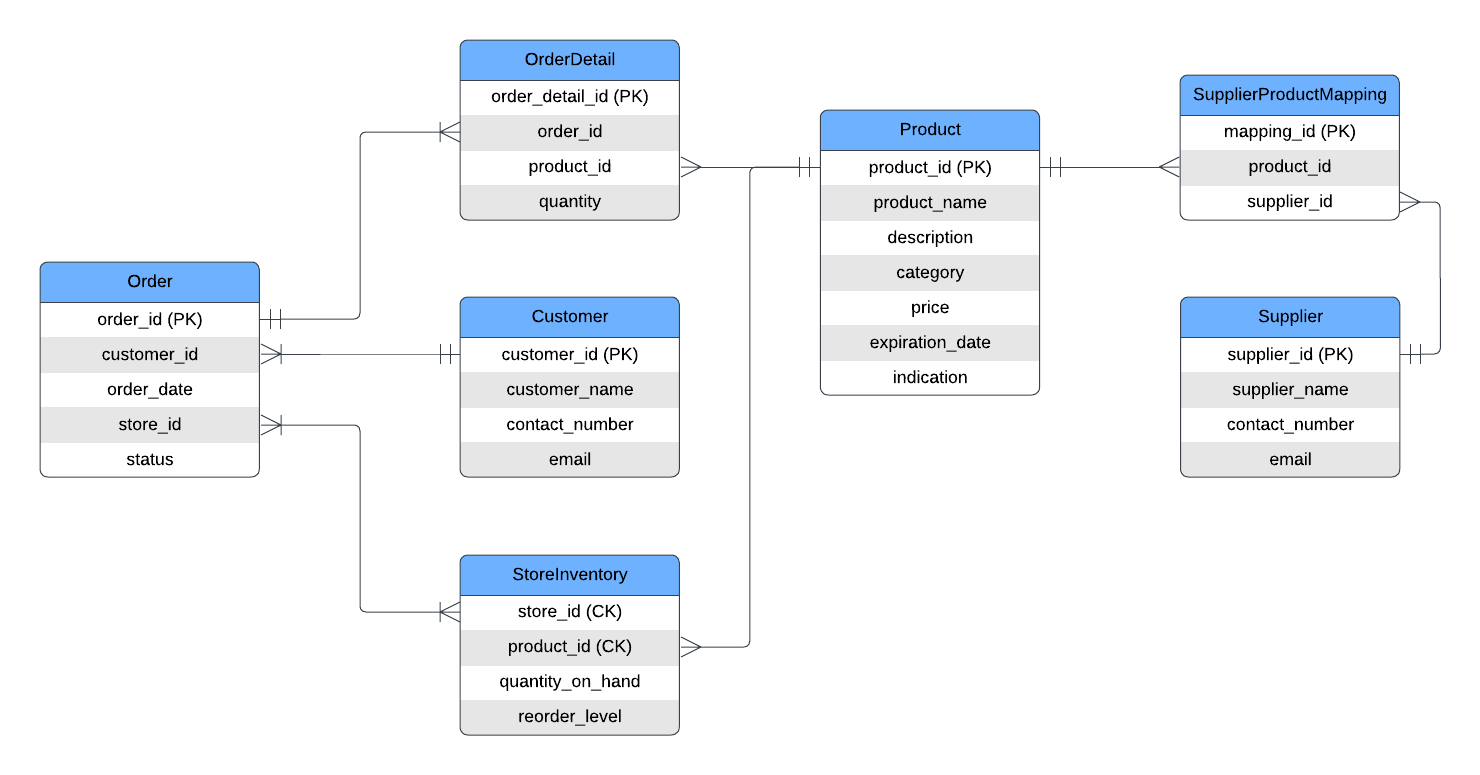 OrderDetail
order_detail_id (PK)
order_id
product_id
quantity
Order
order_id (PK)
customer_id
order_date
store_id
status
Customer
customer_id (PK)
customer_name
contact_number
email
StoreInventory
store_id (CK)
product_id (CK)
quantity_on_hand
reorder_level
Product
product_id (PK)
product_name
description
category
price
expiration_date
indication
SupplierProductMapping
mapping_id (PK)
product_id
supplier_id
Supplier
supplier_id (PK)
supplier_name
contact_number
email